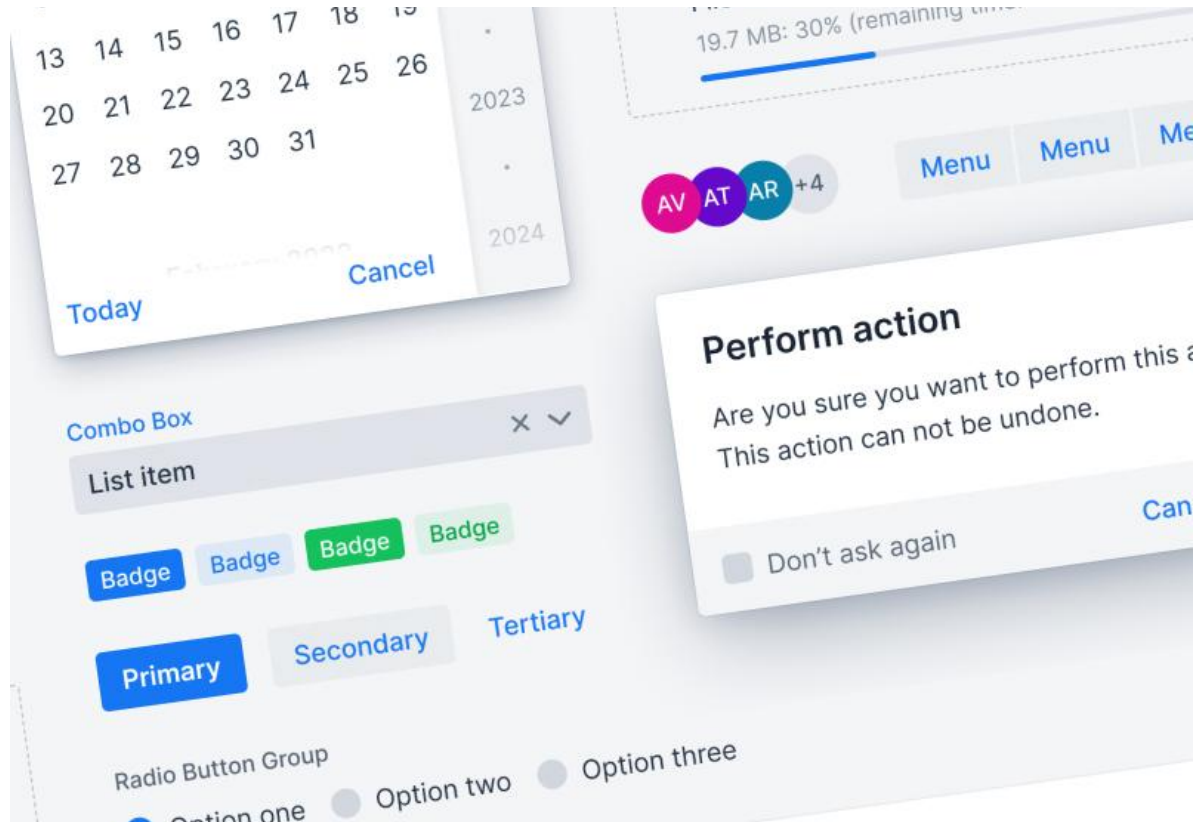 18 19
13 14 15 16 17
20 21 22 23 24 25 26
27 28 29 30 31
2023
2024
Today
Cancel
19.7 MB: 30% (remaining time:
AV AT AR +4
Menu Menu
Perform action
Are you sure you want to perform this
This action can not be undone.
Don't ask again
Combo Box
List item
Badge Badge Badge Badge
Primary Secondary Tertiary
Radio Button Group
Option one Option two Option three